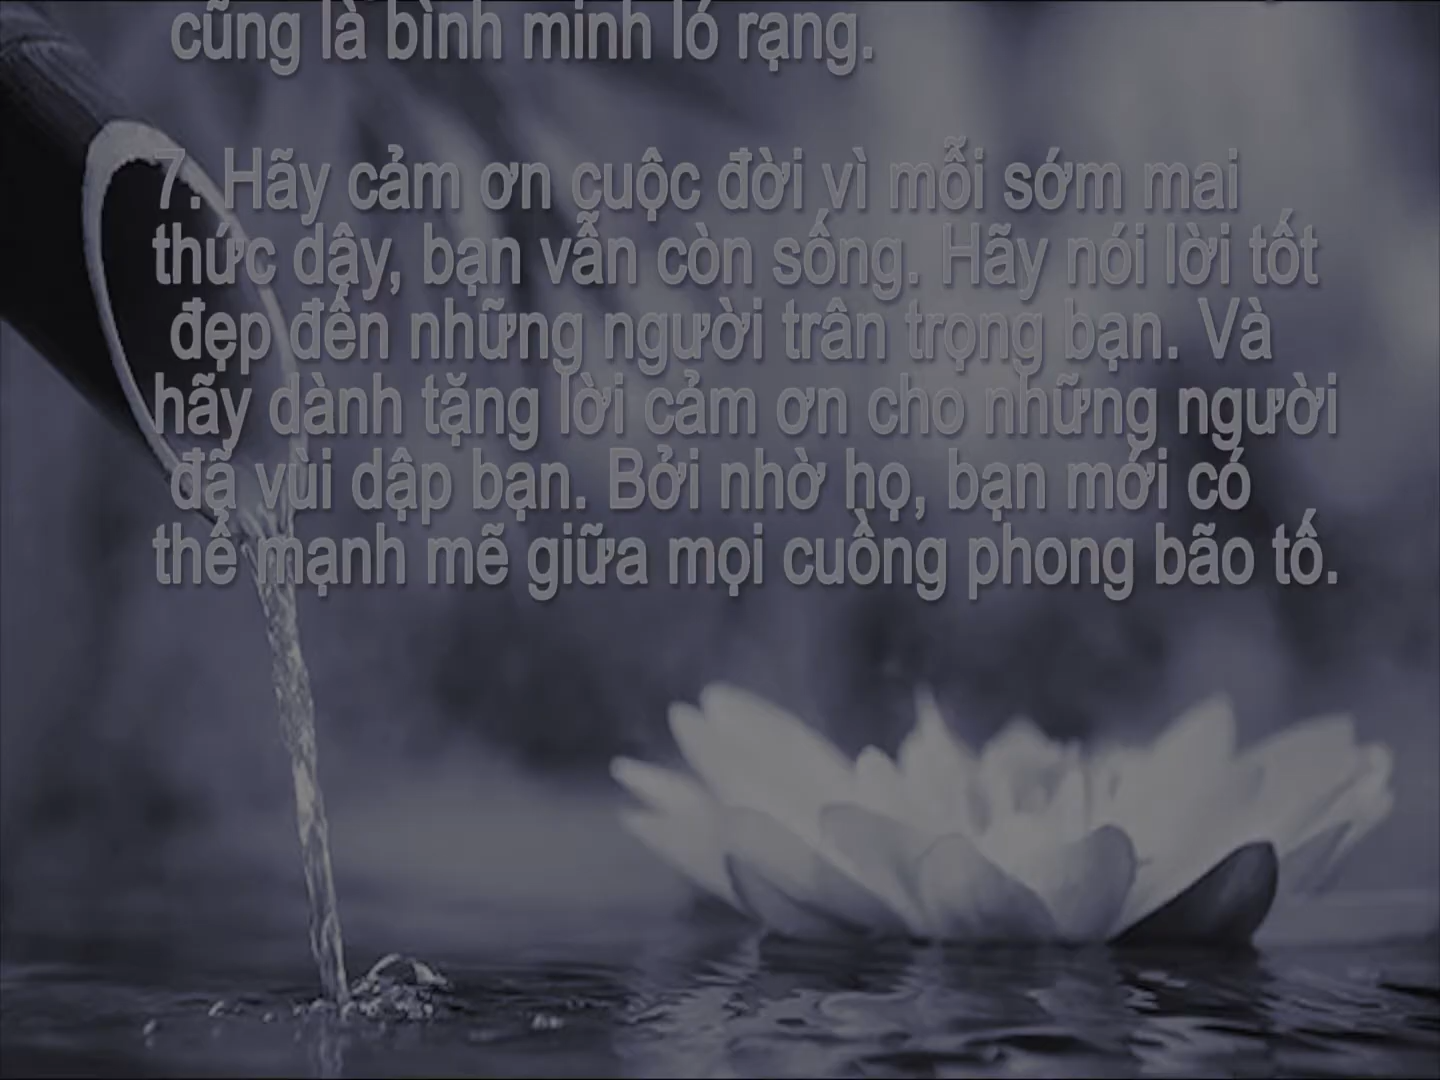 cũng là bình minh ló rạng.
7. Hãy cảm ơn cuộc đời vì mỗi sớm mai
thức dậy, bạn vẫn còn sống. Hãy nói lời tốt
đẹp đến những người trân trọng bạn. Và
hãy dành tặng lời cảm ơn cho những người
đã vùi dập bạn. Bởi nhờ họ, bạn mới có
thể mạnh mẽ giữa mọi cuồng phong bão tố.